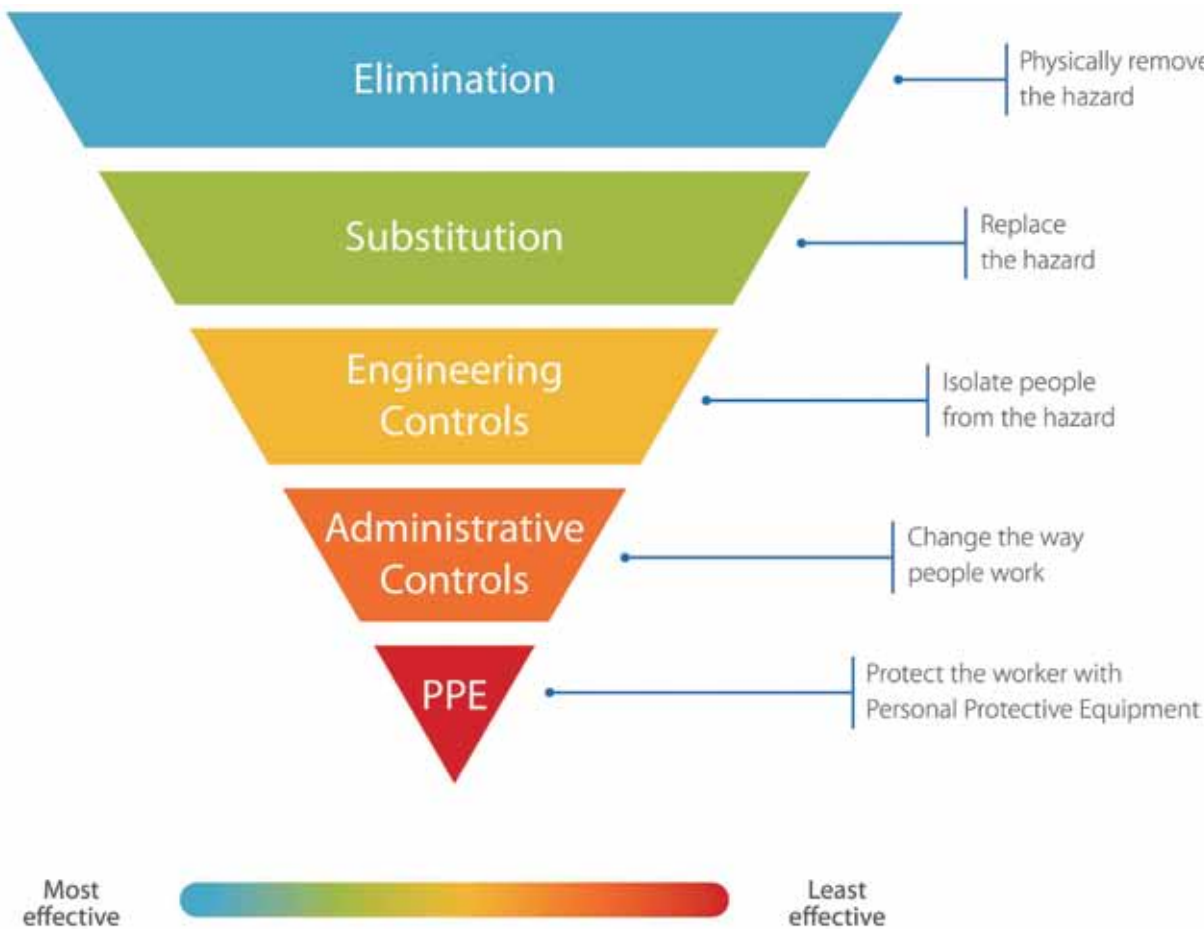 Elimination
Physically remove
the hazard
Substitution
Replace
the hazard
Engineering
Controls
Isolate people
from the hazard
Administrative
Controls
Change the way
people work
PPE
Protect the worker with
Personal Protective Equipment
Most
effective
Least
effective